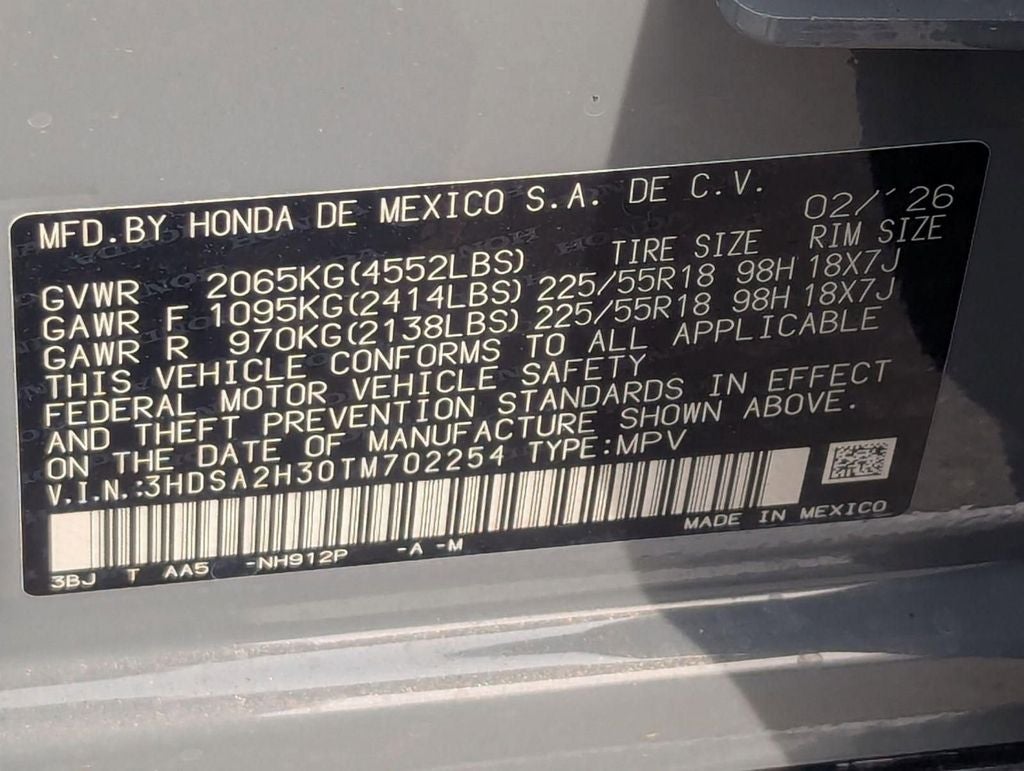 MFD.BY HONDA DE MEXICO S.A. DE C.V.
02/'26
TIRE SIZE RIM SIZE
GVWR 2065KG(4552LBS)
GAWR F 1095KG(2414LBS) 225/55R18 98H 18X7J
GAWR R 970KG(2138LBS) 225/55R18 98H 18X7J
THIS VEHICLE CONFORMS TO ALL APPLICABLE
FEDERAL MOTOR VEHICLE SAFETY
AND THEFT PREVENTION STANDARDS IN EFFECT
ON THE DATE OF MANUFACTURE SHOWN ABOVE.
V.I.N.:3HDSA2H30TM702254 TYPE:MPV
MADE IN MEXICO
3BJ T AA5 -NH912P -A -M